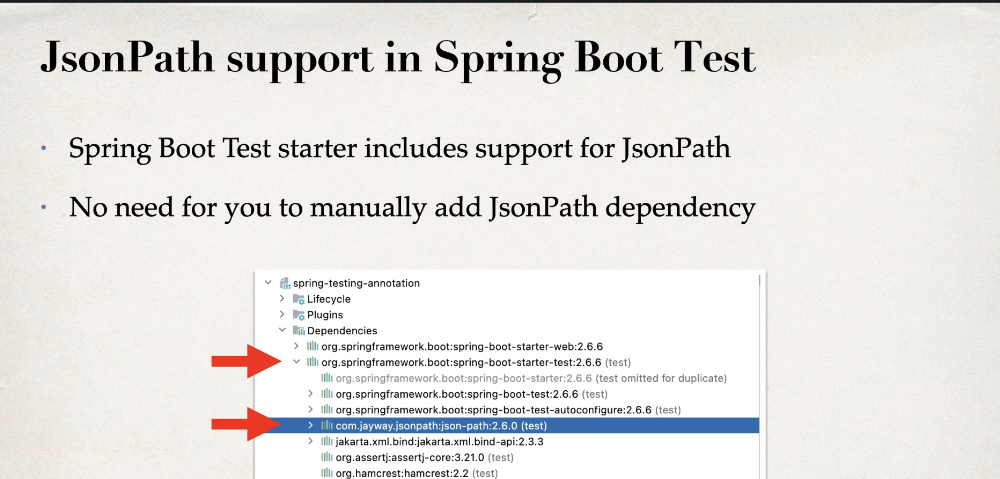 JsonPath support in Spring Boot Test
• Spring Boot Test starter includes support for JsonPath
• No need for you to manually add JsonPath dependency
spring-testing-annotation
Lifecycle
Plugins
Dependencies
org.springframework.boot:spring-boot-starter-web:2.6.6
org.springframework.boot:spring-boot-starter-test:2.6.6 (test)
org.springframework.boot:spring-boot-starter:2.6.6 (test omitted for duplicate)
org.springframework.boot:spring-boot-test:2.6.6 (test)
org.springframework.boot:spring-boot-test-autoconfigure:2.6.6 (test)
com.jayway.jsonpath:json-path:2.6.0 (test)
jakarta.xml.bind:jakarta.xml.bind-api:2.3.3
org.assertj:assertj-core:3.21.0 (test)
org.hamcrest:hamcrest:2.2 (test)